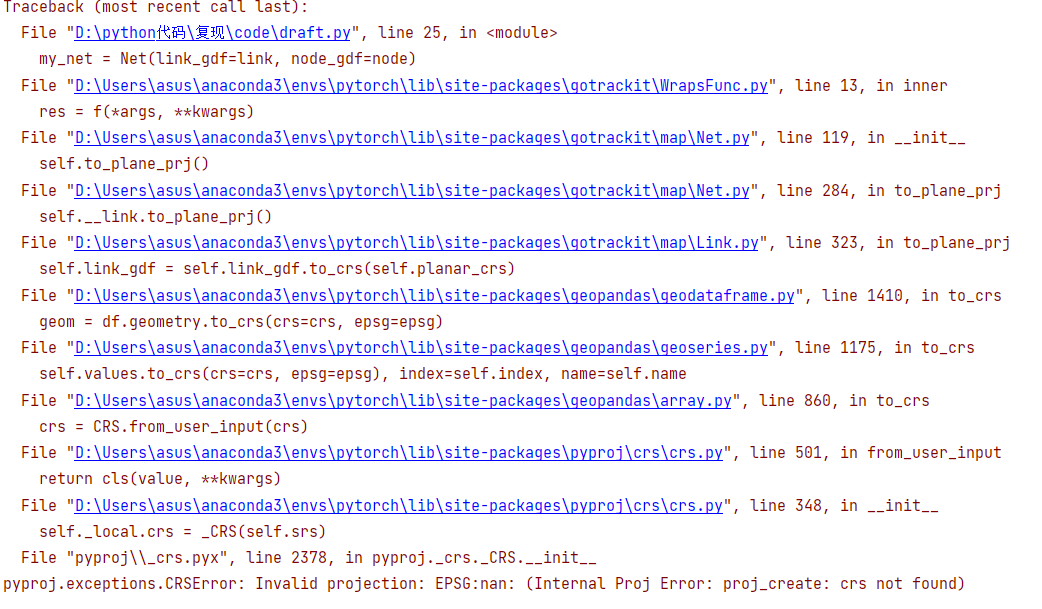 Traceback (most recent call last):
  File "D:\python代码\复现\code\draft.py", line 25, in <module>
    my_net = Net(link_gdf=link, node_gdf=node)
  File "D:\Users\asus\anaconda3\envs\pytorch\lib\site-packages\gotrackit\WrapsFunc.py", line 13, in inner
    res = f(*args, **kwargs)
  File "D:\Users\asus\anaconda3\envs\pytorch\lib\site-packages\gotrackit\map\Net.py", line 119, in __init__
    self.to_plane_prj()
  File "D:\Users\asus\anaconda3\envs\pytorch\lib\site-packages\gotrackit\map\Net.py", line 284, in to_plane_prj
    self.__link.to_plane_prj()
  File "D:\Users\asus\anaconda3\envs\pytorch\lib\site-packages\gotrackit\map\Link.py", line 323, in to_plane_prj
    self.link_gdf = self.link_gdf.to_crs(self.planar_crs)
  File "D:\Users\asus\anaconda3\envs\pytorch\lib\site-packages\geopandas\geodataframe.py", line 1410, in to_crs
    geom = df.geometry.to_crs(crs=crs, epsg=epsg)
  File "D:\Users\asus\anaconda3\envs\pytorch\lib\site-packages\geopandas\geoseries.py", line 1175, in to_crs
    self.values.to_crs(crs=crs, epsg=epsg), index=self.index, name=self.name
  File "D:\Users\asus\anaconda3\envs\pytorch\lib\site-packages\geopandas\array.py", line 860, in to_crs
    crs = CRS.from_user_input(crs)
  File "D:\Users\asus\anaconda3\envs\pytorch\lib\site-packages\pyproj\crs\crs.py", line 501, in from_user_input
    return cls(value, **kwargs)
  File "D:\Users\asus\anaconda3\envs\pytorch\lib\site-packages\pyproj\crs\crs.py", line 348, in __init__
    self._local.crs = _CRS(self.srs)
  File "pyproj\\_crs.pyx", line 2378, in pyproj._crs._CRS.__init__
pyproj.exceptions.CRSError: Invalid projection: EPSG:nan: (Internal Proj Error: proj_create: crs not found)